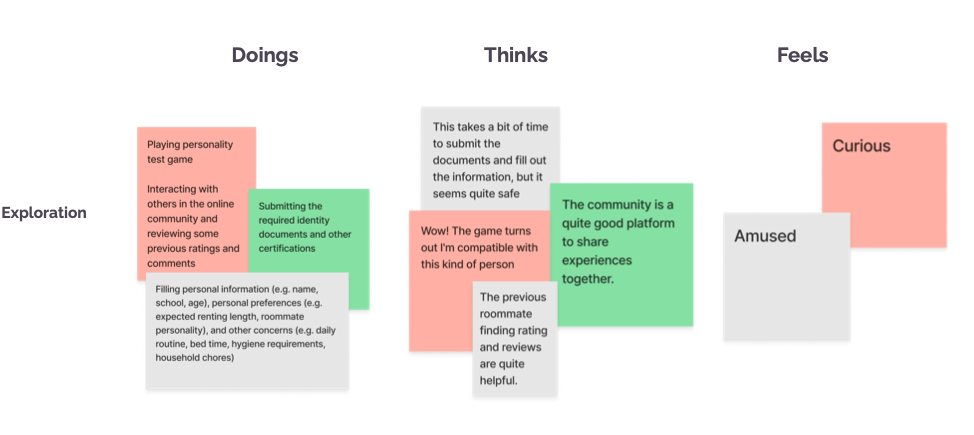 Doings
Thinks
Feels
Exploration
Playing personality
test game
Interacting with
others in the online
community and
reviewing some
previous ratings and
comments
Submitting the
required identity
documents and other
certifications
Filling personal information (e.g. name,
school, age), personal preferences (e.g.
expected renting length, roommate
personality), and other concerns (e.g. daily
routine, bed time, hygiene requirements,
household chores)
This takes a bit of time
to submit the
documents and fill out
the information, but it
seems quite safe
Wow! The game turns
out I'm compatible with
this kind of person
The community is a
quite good platform
to share
experiences
together.
The previous
roommate
finding rating
and reviews
are quite
helpful.
Curious
Amused